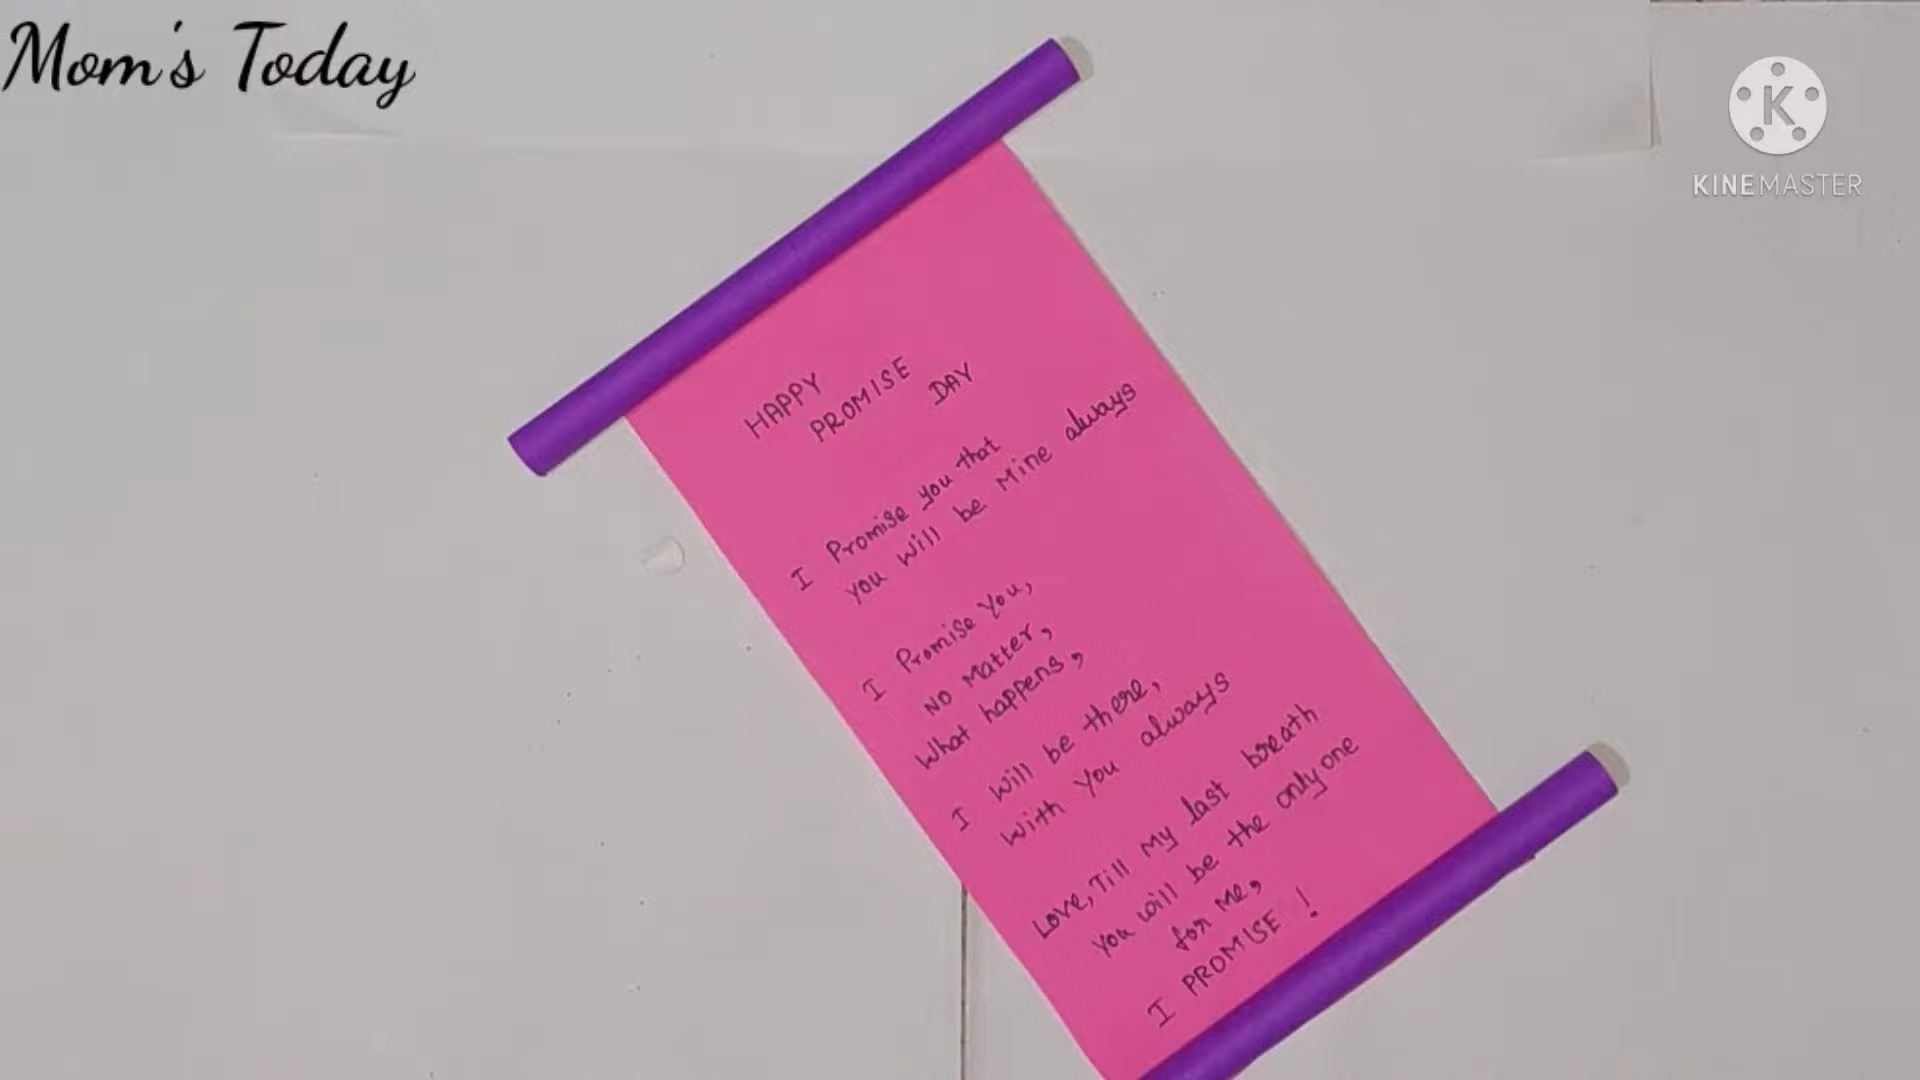 Mom's Today
KINEMASTER
HAPPY
PROMISE
DAY
I Promise you that
you will be Mine always
I Promise You,
NO Matter,
What happens,
I Will be there,
With You always
Love, Till My last breath
You will be the only one
for Me,
I PROMISE !